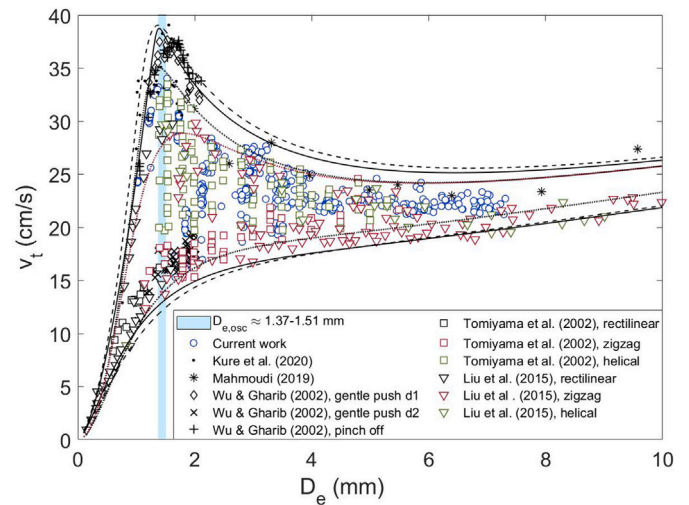 40
35
30
25
20
15
10
5
0
v_t (cm/s)
0
2
4
6
8
10
D_e (mm)
D_e,osc ≈ 1.37-1.51 mm
Current work
Kure et al. (2020)
Mahmoudi (2019)
Wu & Gharib (2002), gentle push d1
Wu & Gharib (2002), gentle push d2
Wu & Gharib (2002), pinch off
Tomiyama et al. (2002), rectilinear
Tomiyama et al. (2002), zigzag
Tomiyama et al. (2002), helical
Liu et al. (2015), rectilinear
Liu et al . (2015), zigzag
Liu et al. (2015), helical